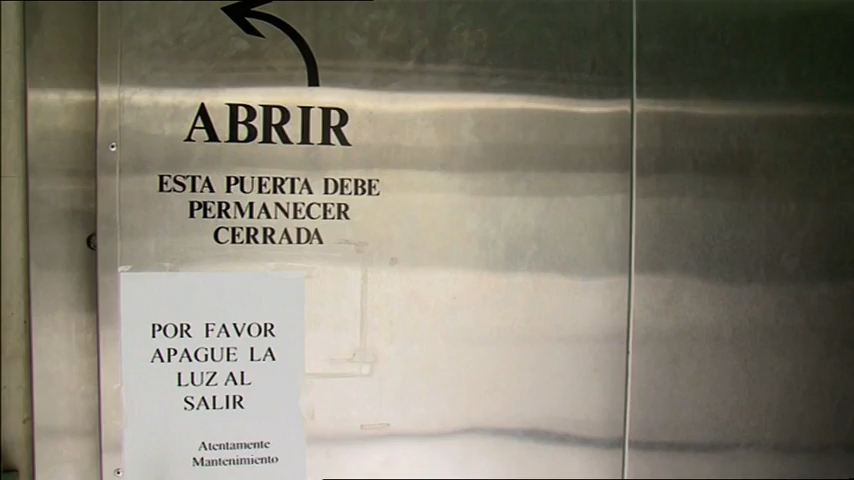 ABRIR
ESTA PUERTA DEBE
PERMANECER
CERRADA
POR FAVOR
APAGUE LA
LUZ AL
SALIR
Atentamente
Mantenimiento